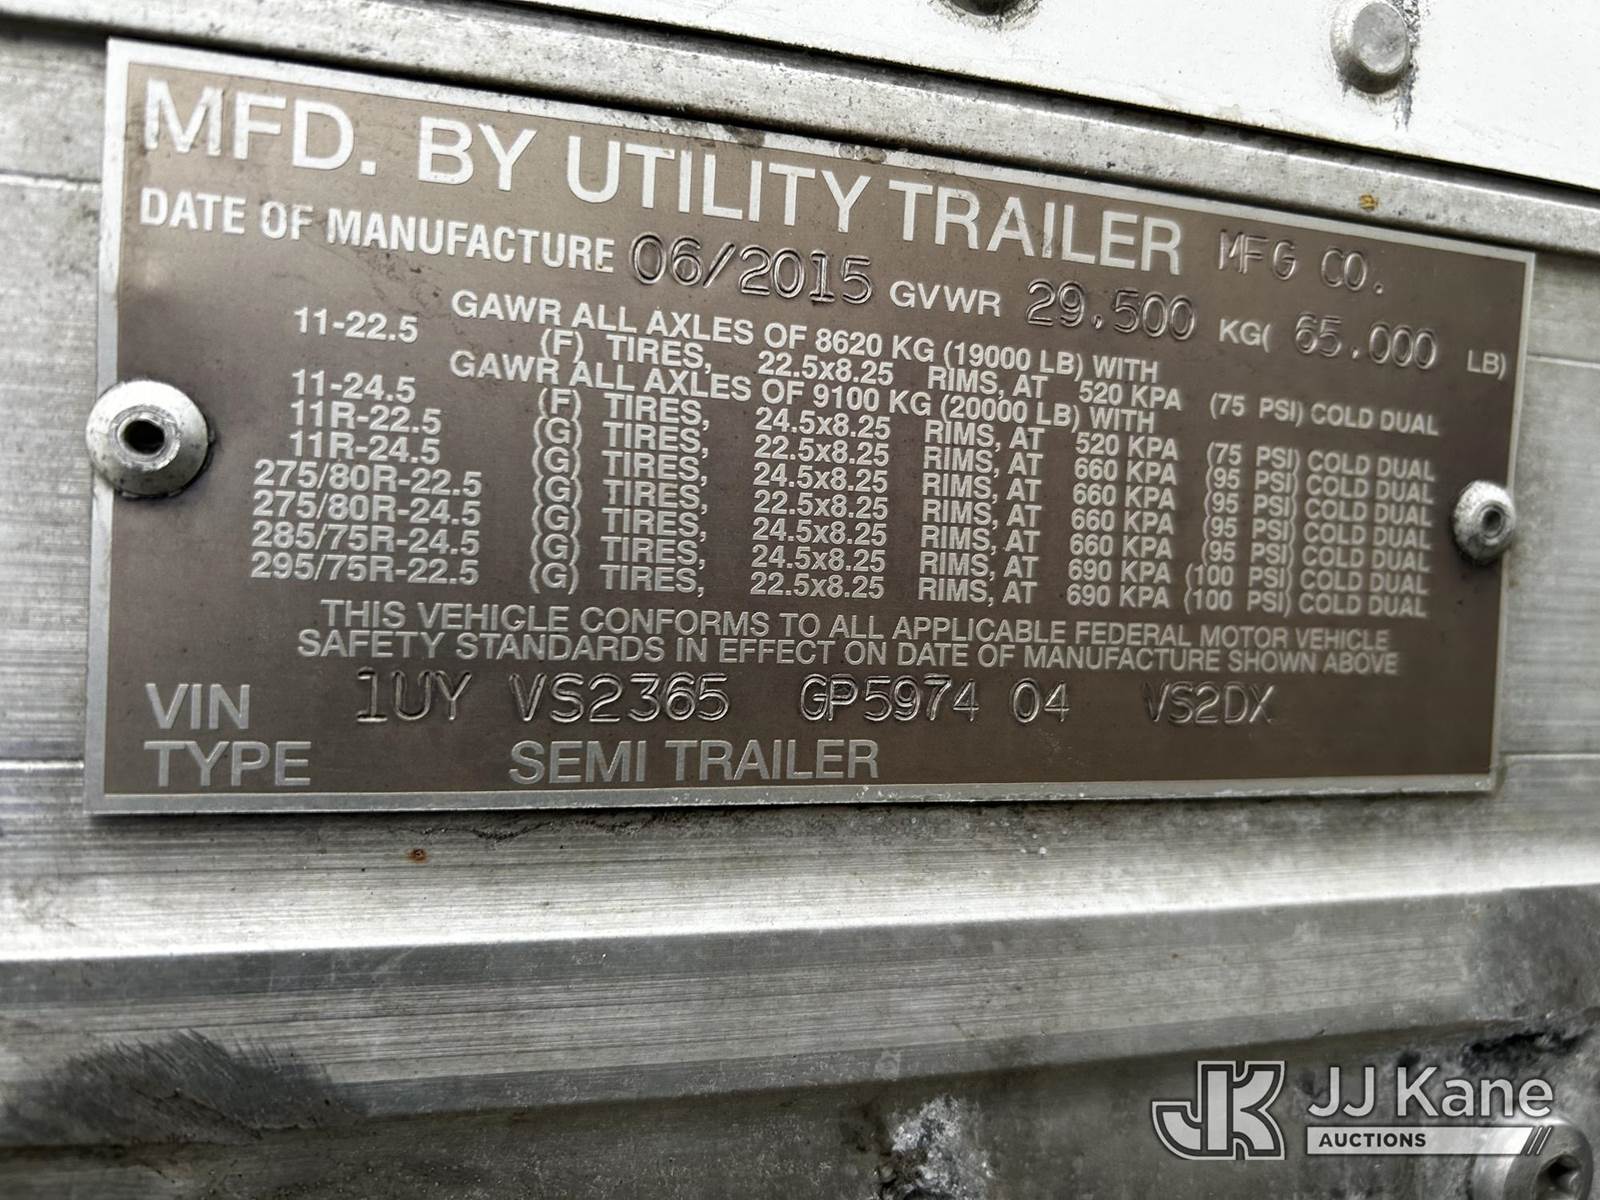 MFD. BY UTILITY TRAILER MFG CO.
DATE OF MANUFACTURE 06/2015 GVWR 29,500 KG( 65,000 LB)
GAWR ALL AXLES OF 8620 KG (19000 LB) WITH
11-22.5 (F) TIRES, 22.5x8.25 RIMS, AT 520 KPA (75 PSI) COLD DUAL
GAWR ALL AXLES OF 9100 KG (20000 LB) WITH
11-24.5 (F) TIRES, 24.5x8.25 RIMS, AT 520 KPA (75 PSI) COLD DUAL
11R-22.5 (G) TIRES, 22.5x8.25 RIMS, AT 660 KPA (95 PSI) COLD DUAL
11R-24.5 (G) TIRES, 24.5x8.25 RIMS, AT 660 KPA (95 PSI) COLD DUAL
275/80R-22.5 (G) TIRES, 22.5x8.25 RIMS, AT 660 KPA (95 PSI) COLD DUAL
275/80R-24.5 (G) TIRES, 24.5x8.25 RIMS, AT 660 KPA (95 PSI) COLD DUAL
285/75R-24.5 (G) TIRES, 24.5x8.25 RIMS, AT 690 KPA (100 PSI) COLD DUAL
295/75R-22.5 (G) TIRES, 22.5x8.25 RIMS, AT 690 KPA (100 PSI) COLD DUAL
THIS VEHICLE CONFORMS TO ALL APPLICABLE FEDERAL MOTOR VEHICLE
SAFETY STANDARDS IN EFFECT ON DATE OF MANUFACTURE SHOWN ABOVE
VIN 1UY VS2365 GP5974 04 VS2DX
TYPE SEMI TRAILER
JK JJ Kane
AUCTIONS